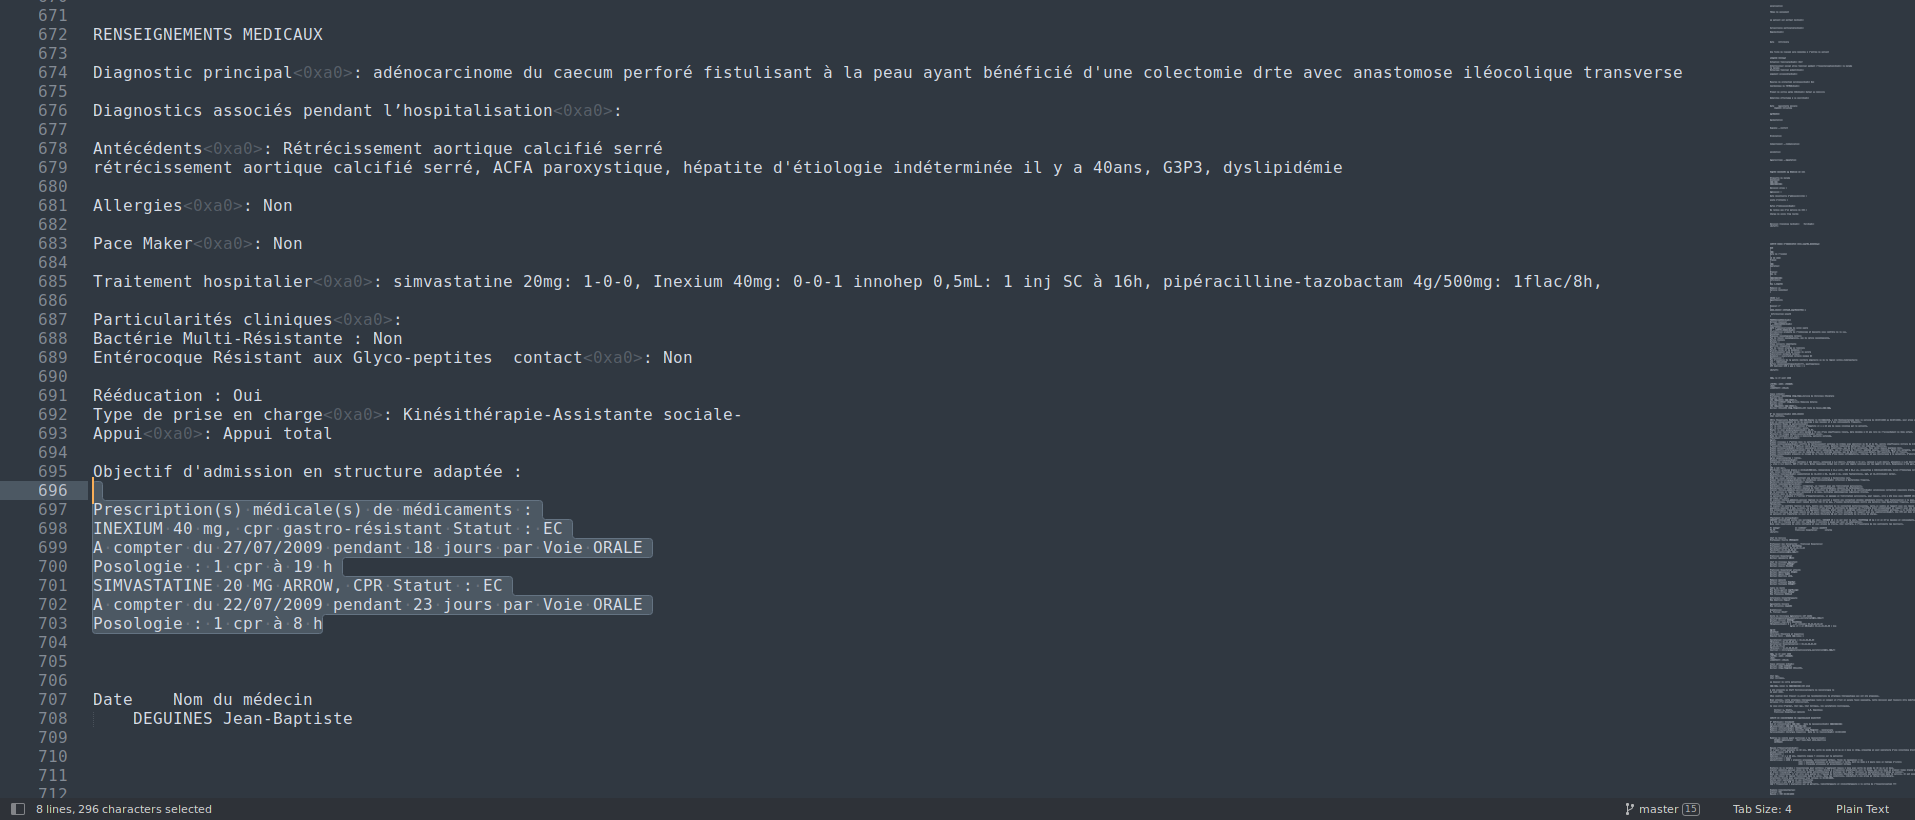 671
672 RENSEIGNEMENTS MEDICAUX
673
674 Diagnostic principal<0xa0>: adénocarcinome du caecum perforé fistulisant à la peau ayant bénéficié d'une colectomie drte avec anastomose iléocolique transverse
675
676 Diagnostics associés pendant l’hospitalisation<0xa0>:
677
678 Antécédents<0xa0>: Rétrécissement aortique calcifié serré
679 rétrécissement aortique calcifié serré, ACFA paroxystique, hépatite d'étiologie indéterminée il y a 40ans, G3P3, dyslipidémie
680
681 Allergies<0xa0>: Non
682
683 Pace Maker<0xa0>: Non
684
685 Traitement hospitalier<0xa0>: simvastatine 20mg: 1-0-0, Inexium 40mg: 0-0-1 innohep 0,5mL: 1 inj SC à 16h, pipéracilline-tazobactam 4g/500mg: 1flac/8h,
686
687 Particularités cliniques<0xa0>:
688 Bactérie Multi-Résistante : Non
689 Entérocoque Résistant aux Glyco-peptites  contact<0xa0>: Non
690
691 Rééducation : Oui
692 Type de prise en charge<0xa0>: Kinésithérapie-Assistante sociale-
693 Appui<0xa0>: Appui total
694
695 Objectif d'admission en structure adaptée :
696
697 Prescription(s) médicale(s) de médicaments :
698 INEXIUM 40 mg, cpr gastro-résistant Statut : EC
699 A compter du 27/07/2009 pendant 18 jours par Voie ORALE
700 Posologie : 1 cpr à 19 h
701 SIMVASTATINE 20 MG ARROW, CPR Statut : EC
702 A compter du 22/07/2009 pendant 23 jours par Voie ORALE
703 Posologie : 1 cpr à 8 h
704
705
706
707 Date    Nom du médecin
708     DEGUINES Jean-Baptiste
709
710
711
712
8 lines, 296 characters selected
master 15 Tab Size: 4 Plain Text